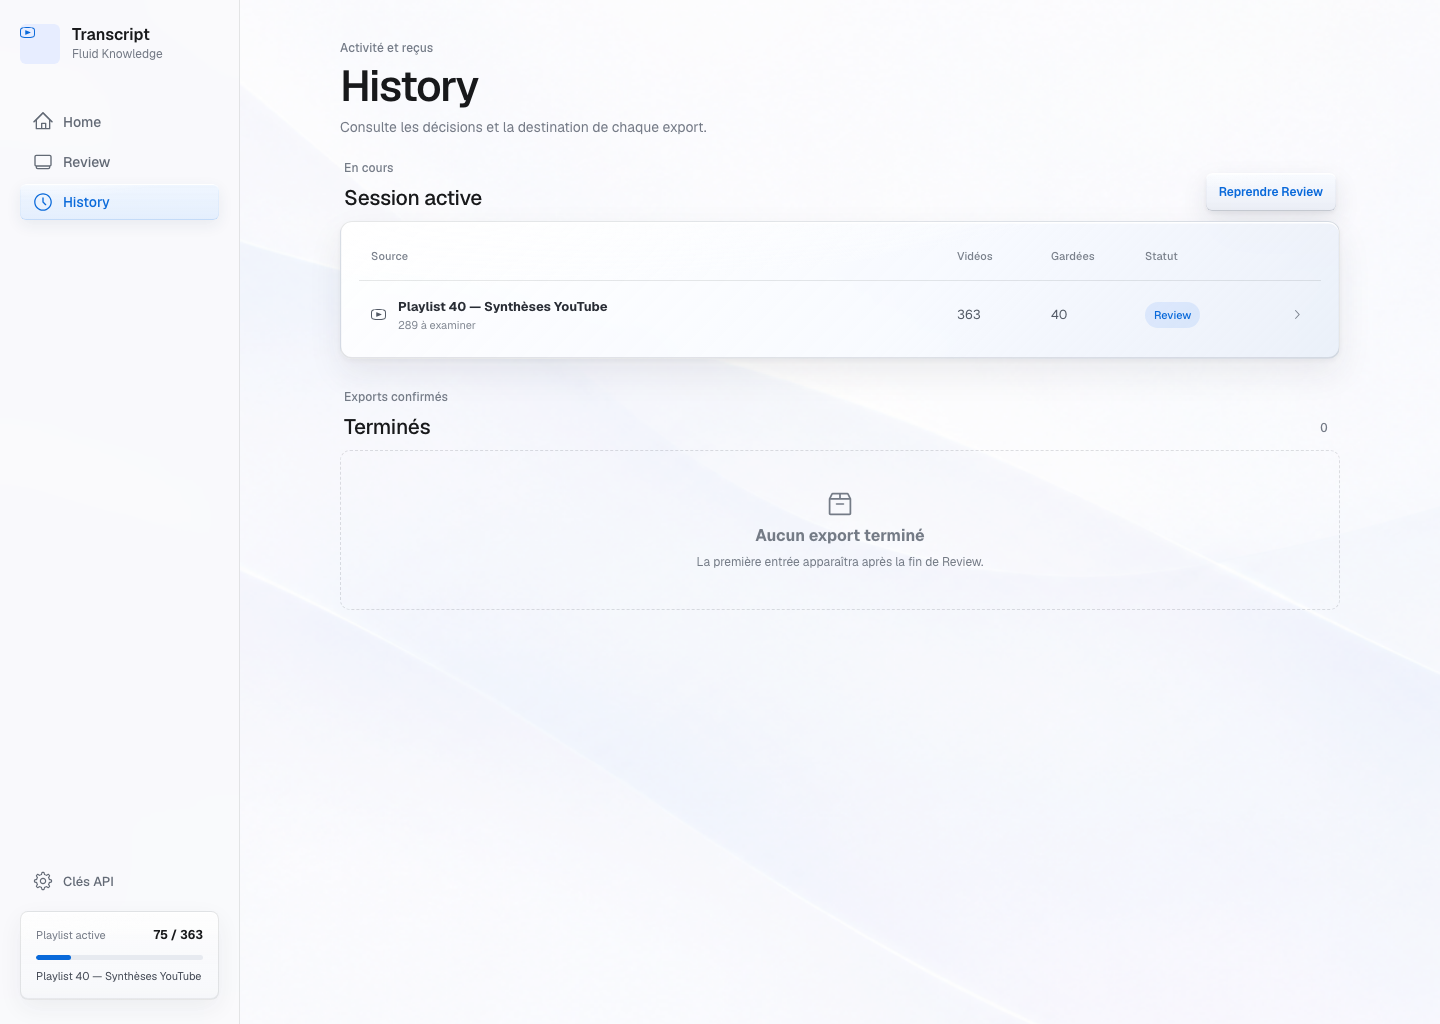 Transcript
Fluid Knowledge
Home
Review
History
Clés API
Playlist active
75 / 363
Playlist 40 — Synthèses YouTube
Activité et reçus
History
Consulte les décisions et la destination de chaque export.
En cours
Session active
Reprendre Review
Source Vidéos Gardées Statut
Playlist 40 — Synthèses YouTube
289 à examiner
363 40 Review
Exports confirmés
Terminés
0
Aucun export terminé
La première entrée apparaîtra après la fin de Review.